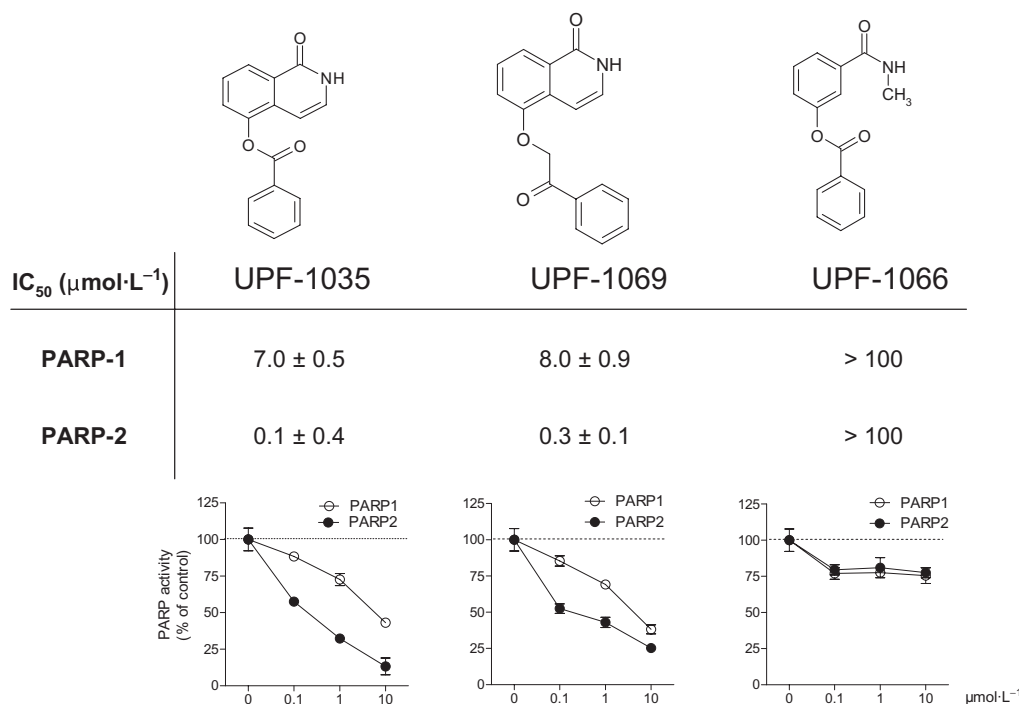 O
NH
O
O
O
NH
O
O
O
NH
CH3
O
O
IC50 (μmol·L–1) UPF-1035 UPF-1069 UPF-1066
PARP-1 7.0 ± 0.5 8.0 ± 0.9 > 100
PARP-2 0.1 ± 0.4 0.3 ± 0.1 > 100
PARP activity
(% of control)
125
100
75
50
25
0
PARP1
PARP2
0 0.1 1 10
125
100
75
50
25
0
PARP1
PARP2
0 0.1 1 10
125
100
75
50
25
0
PARP1
PARP2
0 0.1 1 10 μmol·L–1